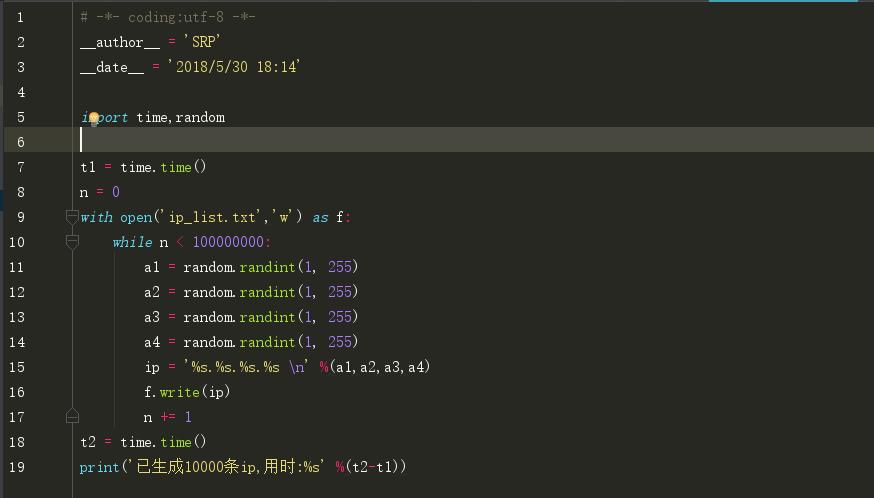 1 # -*- coding:utf-8 -*-
2 __author__ = 'SRP'
3 __date__ = '2018/5/30 18:14'
4
5 import time,random
6
7 t1 = time.time()
8 n = 0
9 with open('ip_list.txt','w') as f:
10     while n < 100000000:
11         a1 = random.randint(1, 255)
12         a2 = random.randint(1, 255)
13         a3 = random.randint(1, 255)
14         a4 = random.randint(1, 255)
15         ip = '%s.%s.%s.%s \n' %(a1,a2,a3,a4)
16         f.write(ip)
17         n += 1
18 t2 = time.time()
19 print('已生成10000条ip,用时:%s' %(t2-t1))